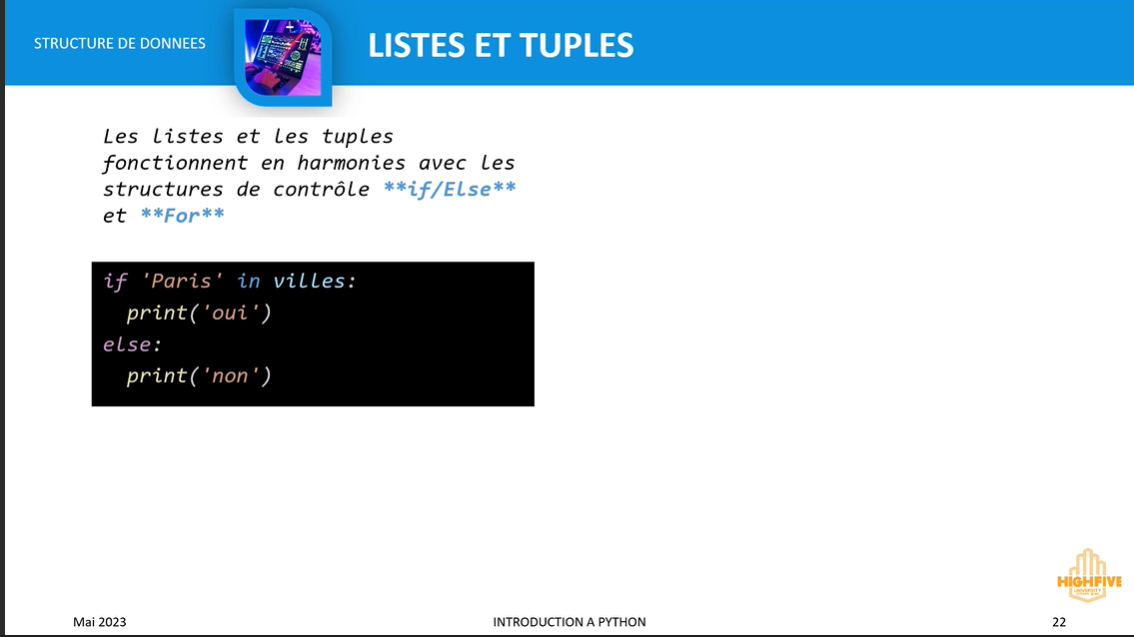 STRUCTURE DE DONNEES
LISTES ET TUPLES
Les listes et les tuples
fonctionnent en harmonies avec les
structures de contrôle **if/Else**
et **For**
if 'Paris' in villes:
  print('oui')
else:
  print('non')
HIGHFIVE
UNIVERSITY
Mai 2023
INTRODUCTION A PYTHON
22